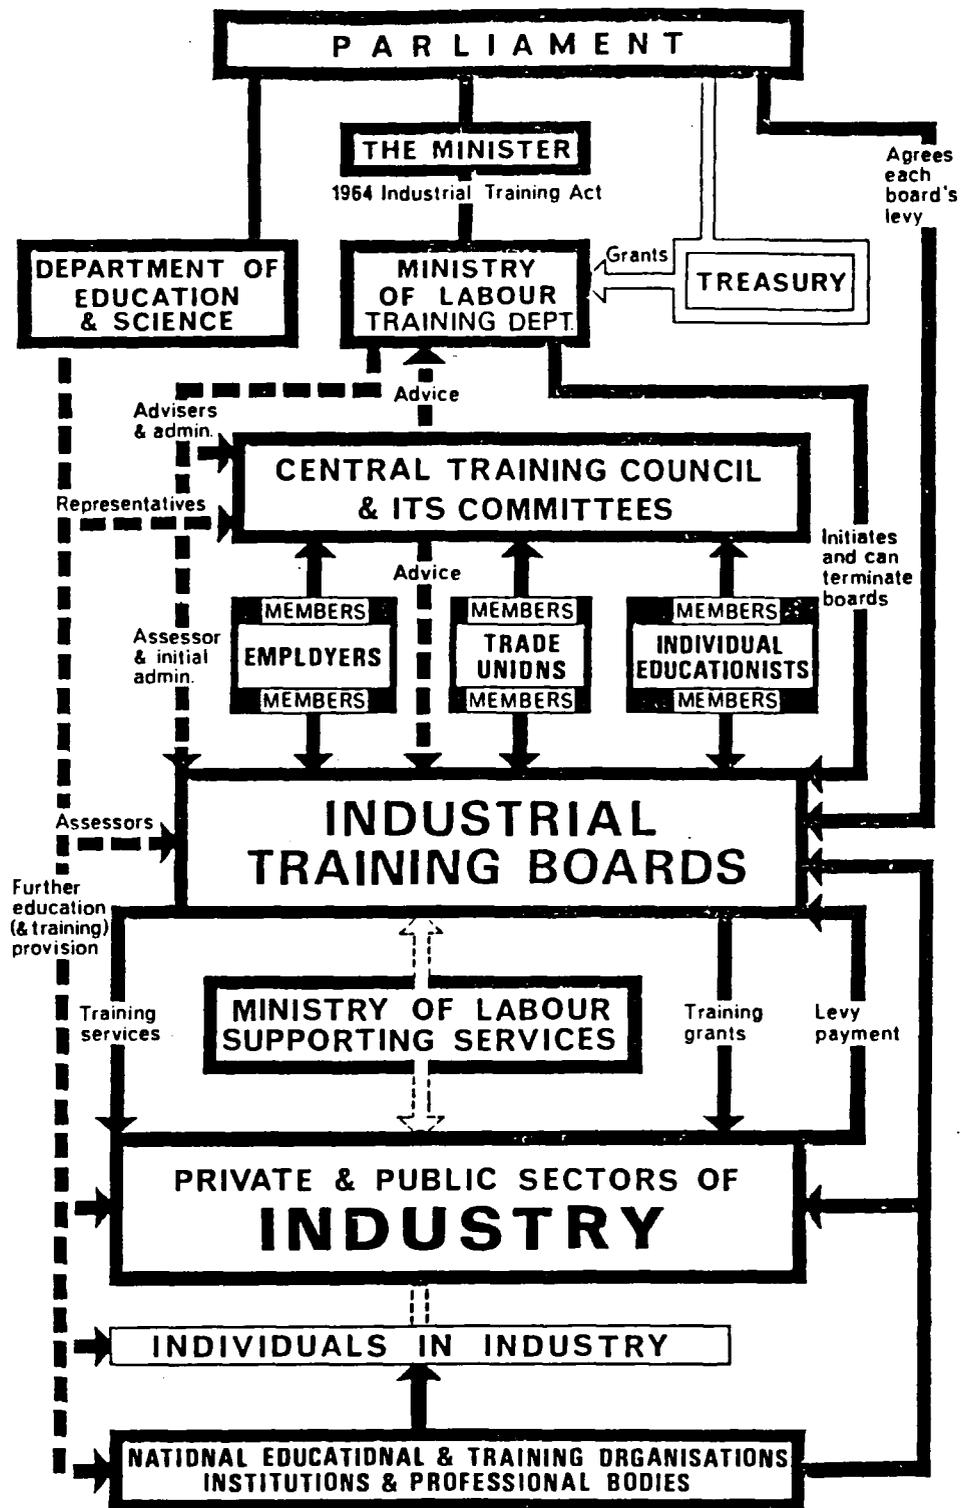 PARLIAMENT
THE MINISTER
1964 Industrial Training Act
Agrees
each
board's
levy
DEPARTMENT OF
EDUCATION
& SCIENCE
MINISTRY
OF LABOUR
TRAINING DEPT.
Grants
TREASURY
Advice
Advisers
& admin.
CENTRAL TRAINING COUNCIL
& ITS COMMITTEES
Representatives
Initiates
and can
terminate
boards
Advice
Assessor
& initial
admin.
MEMBERS
EMPLOYERS
MEMBERS
MEMBERS
TRADE
UNIONS
MEMBERS
MEMBERS
INDIVIDUAL
EDUCATIONISTS
MEMBERS
INDUSTRIAL
TRAINING BOARDS
Assessors
Further
education
(& training)
provision
Training
services
MINISTRY OF LABOUR
SUPPORTING SERVICES
Training
grants
Levy
payment
PRIVATE & PUBLIC SECTORS OF
INDUSTRY
INDIVIDUALS IN INDUSTRY
NATIONAL EDUCATIONAL & TRAINING ORGANISATIONS
INSTITUTIONS & PROFESSIONAL BODIES